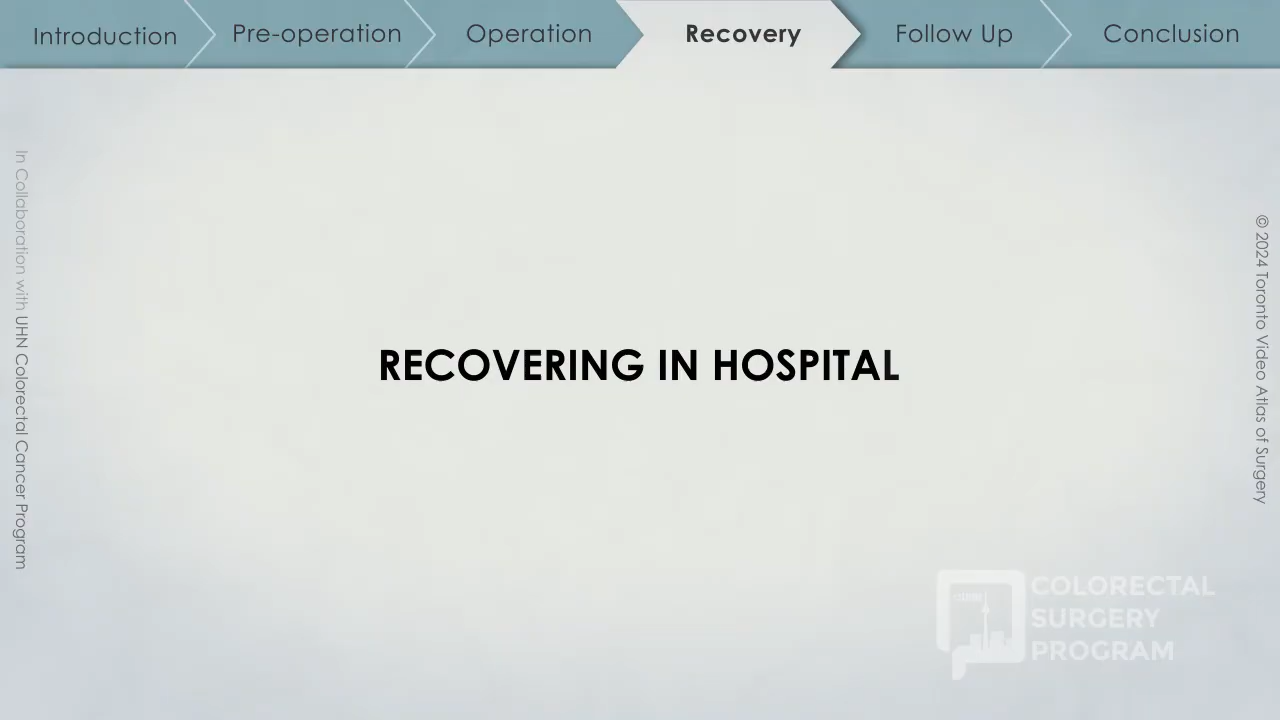 Introduction
Pre-operation
Operation
Recovery
Follow Up
Conclusion
In Collaboration with UHN Colorectal Cancer Program
© 2024 Toronto Video Atlas of Surgery
RECOVERING IN HOSPITAL
COLORECTAL
SURGERY
PROGRAM